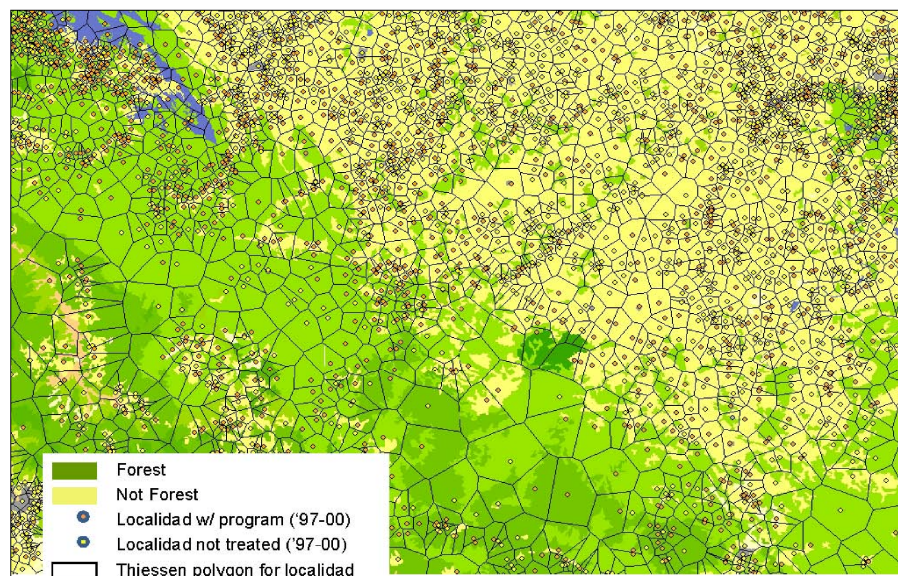 Forest
Not Forest
Localidad w/ program ('97-00)
Localidad not treated ('97-00)
Thiessen polygon for localidad